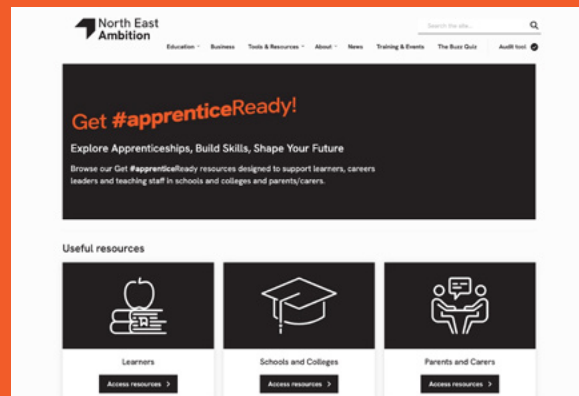 North East
Ambition
Search the site...
Education Business Tools & Resources About News Training & Events The Buzz Quiz Audit tool
Get #apprenticeReady!
Explore Apprenticeships, Build Skills, Shape Your Future
Browse our Get #apprenticeReady resources designed to support learners, careers
leaders and teaching staff in schools and colleges and parents/carers.
Useful resources
Learners Schools and Colleges Parents and Carers
Access resources > Access resources > Access resources >